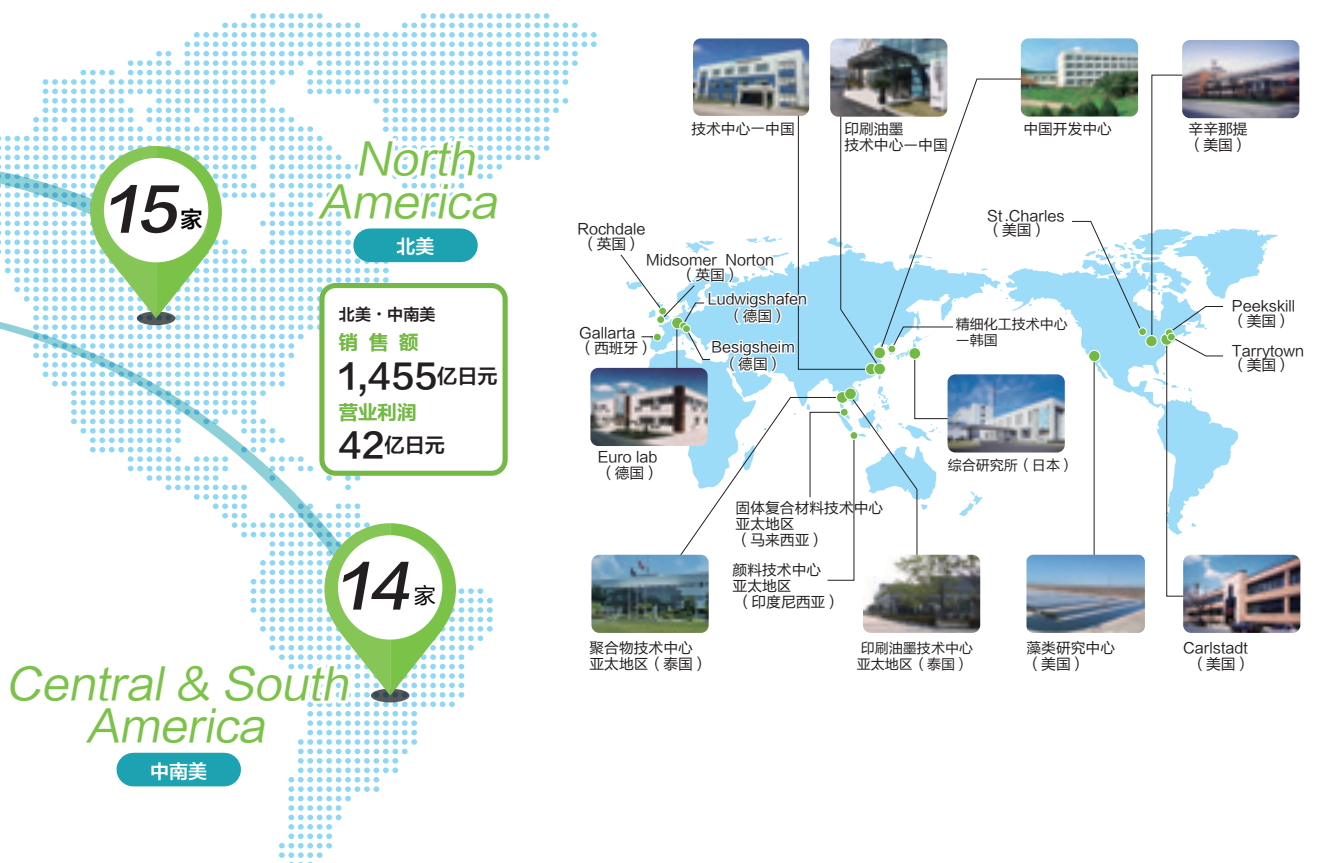 15家
North
America
北美
北美·中南美
销 售 额
1,455亿日元
营业利润
42亿日元
14家
Central & South
America
中南美
技术中心—中国
印刷油墨
技术中心—中国
中国开发中心
辛辛那提
（美国）
Rochdale
（英国）
Midsomer Norton
（英国）
Ludwigshafen
（德国）
Gallarta
（西班牙）
Besigsheim
（德国）
Euro lab
（德国）
St.Charles
（美国）
Peekskill
（美国）
Tarrytown
（美国）
精细化工技术中心
—韩国
综合研究所（日本）
固体复合材料技术中心
亚太地区
（马来西亚）
颜料技术中心
亚太地区
（印度尼西亚）
聚合物技术中心
亚太地区（泰国）
印刷油墨技术中心
亚太地区（泰国）
藻类研究中心
（美国）
Carlstadt
（美国）